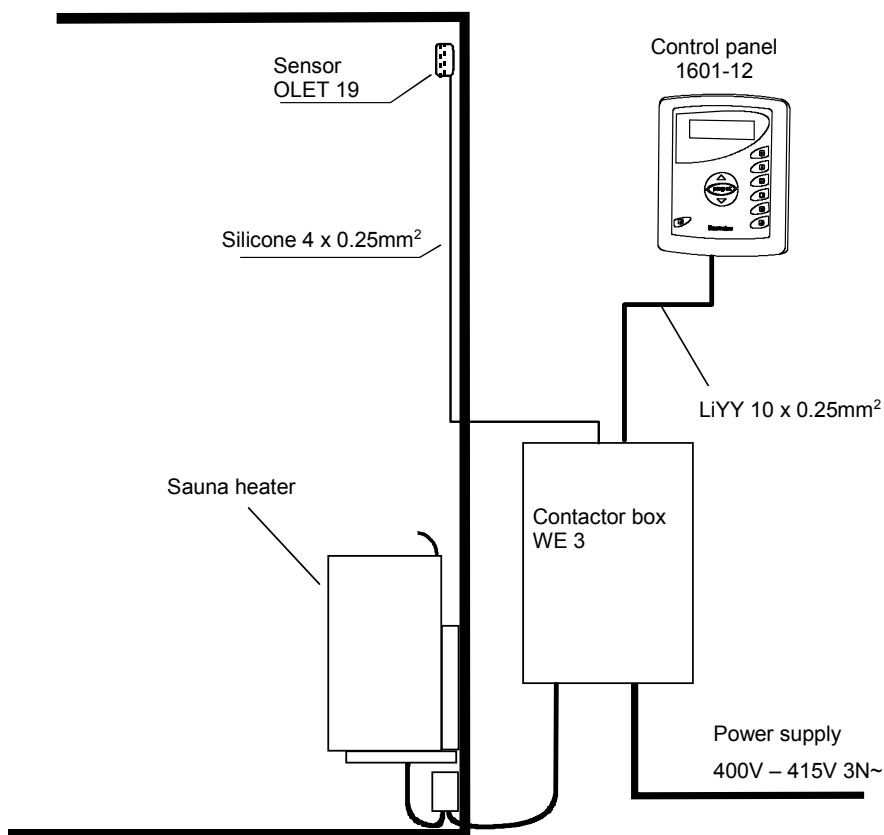 Sensor
OLET 19
Control panel
1601-12
Silicone 4 x 0.25mm²
LiYY 10 x 0.25mm²
Sauna heater
Contactor box
WE 3
Power supply
400V – 415V 3N~